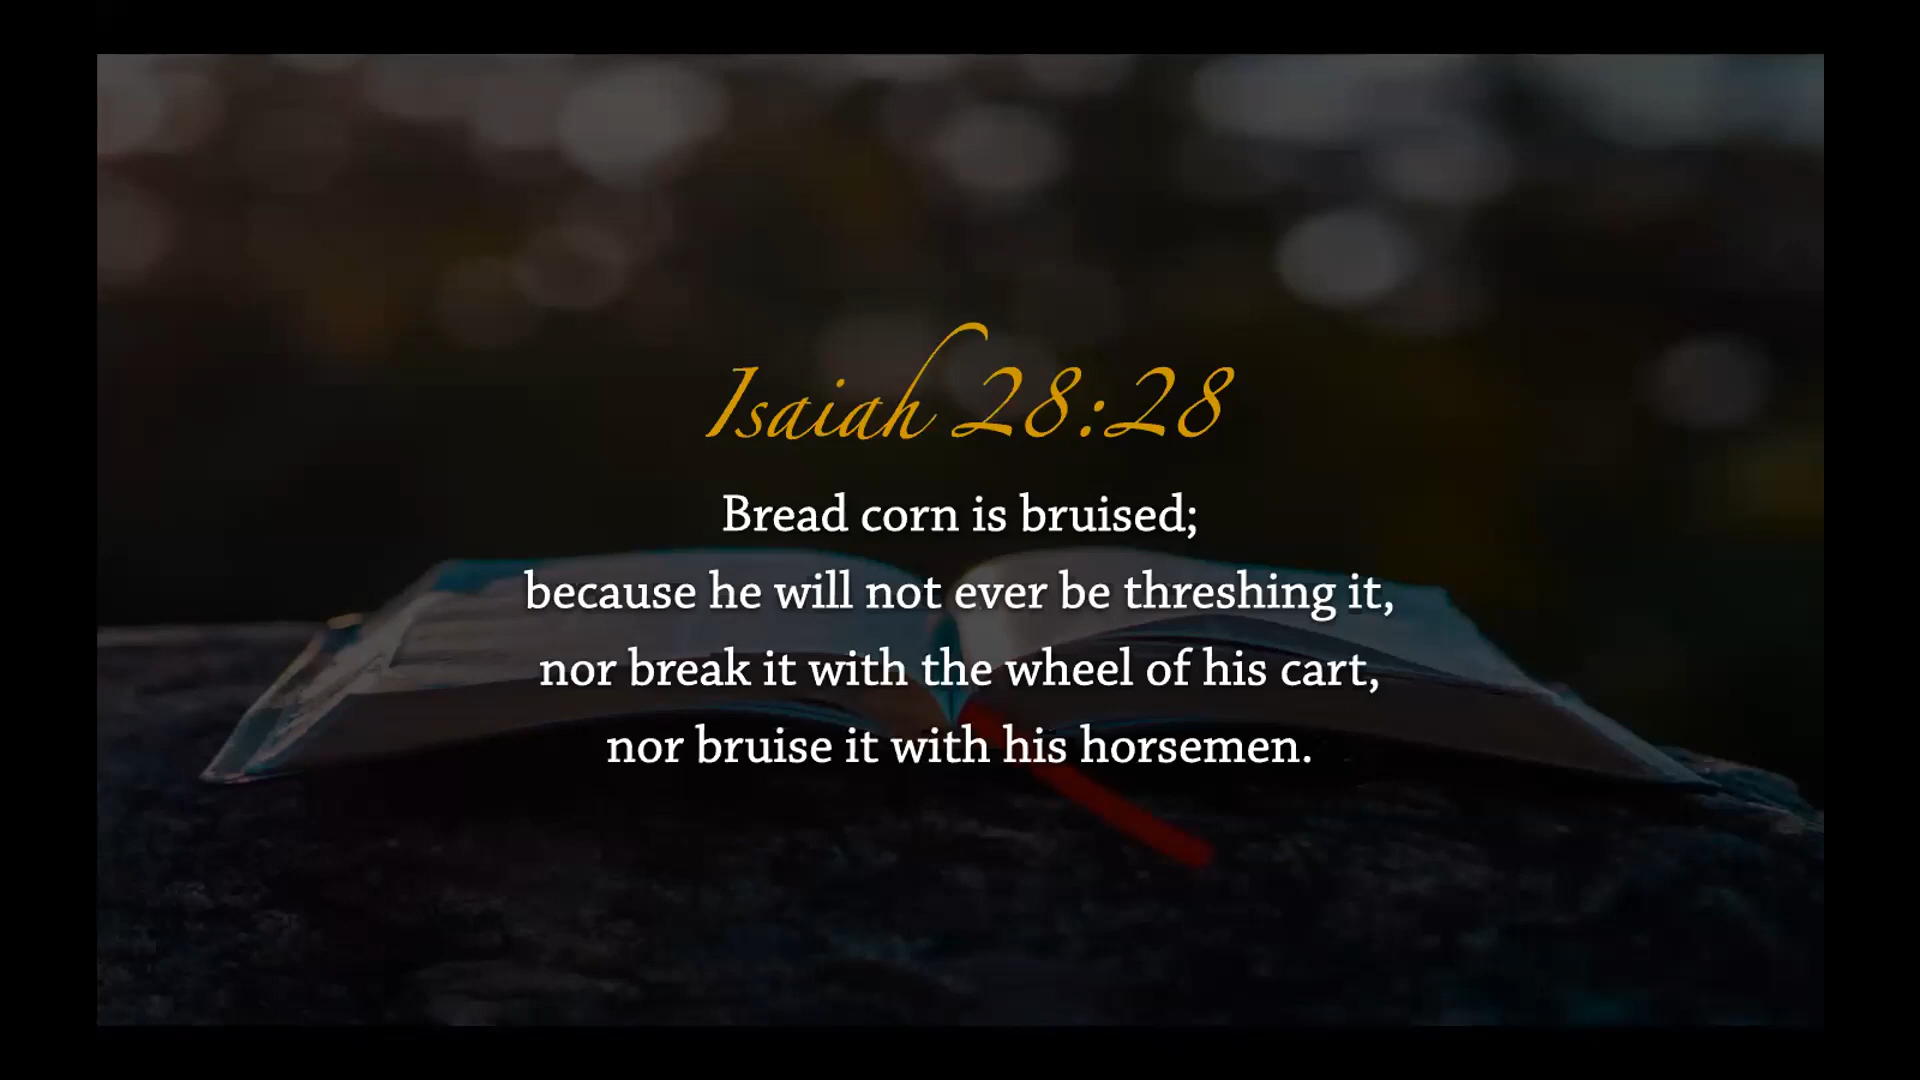 Isaiah 28:28
Bread corn is bruised;
because he will not ever be threshing it,
nor break it with the wheel of his cart,
nor bruise it with his horsemen.